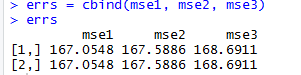 > errs = cbind(mse1, mse2, mse3)
> errs
mse1 mse2 mse3
[1,] 167.0548 167.5886 168.6911
[2,] 167.0548 167.5886 168.6911